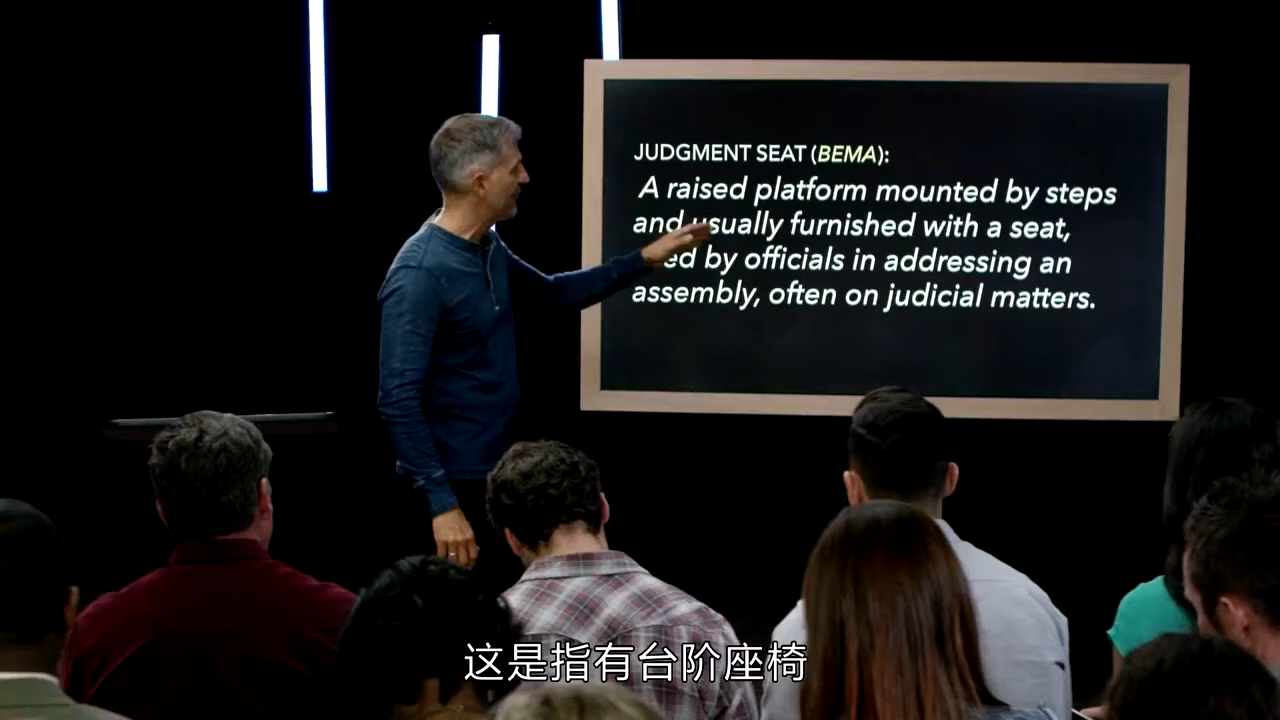 JUDGMENT SEAT (BEMA):
A raised platform mounted by steps
and usually furnished with a seat,
by officials in addressing an
assembly, often on judicial matters.
这是指有台阶座椅